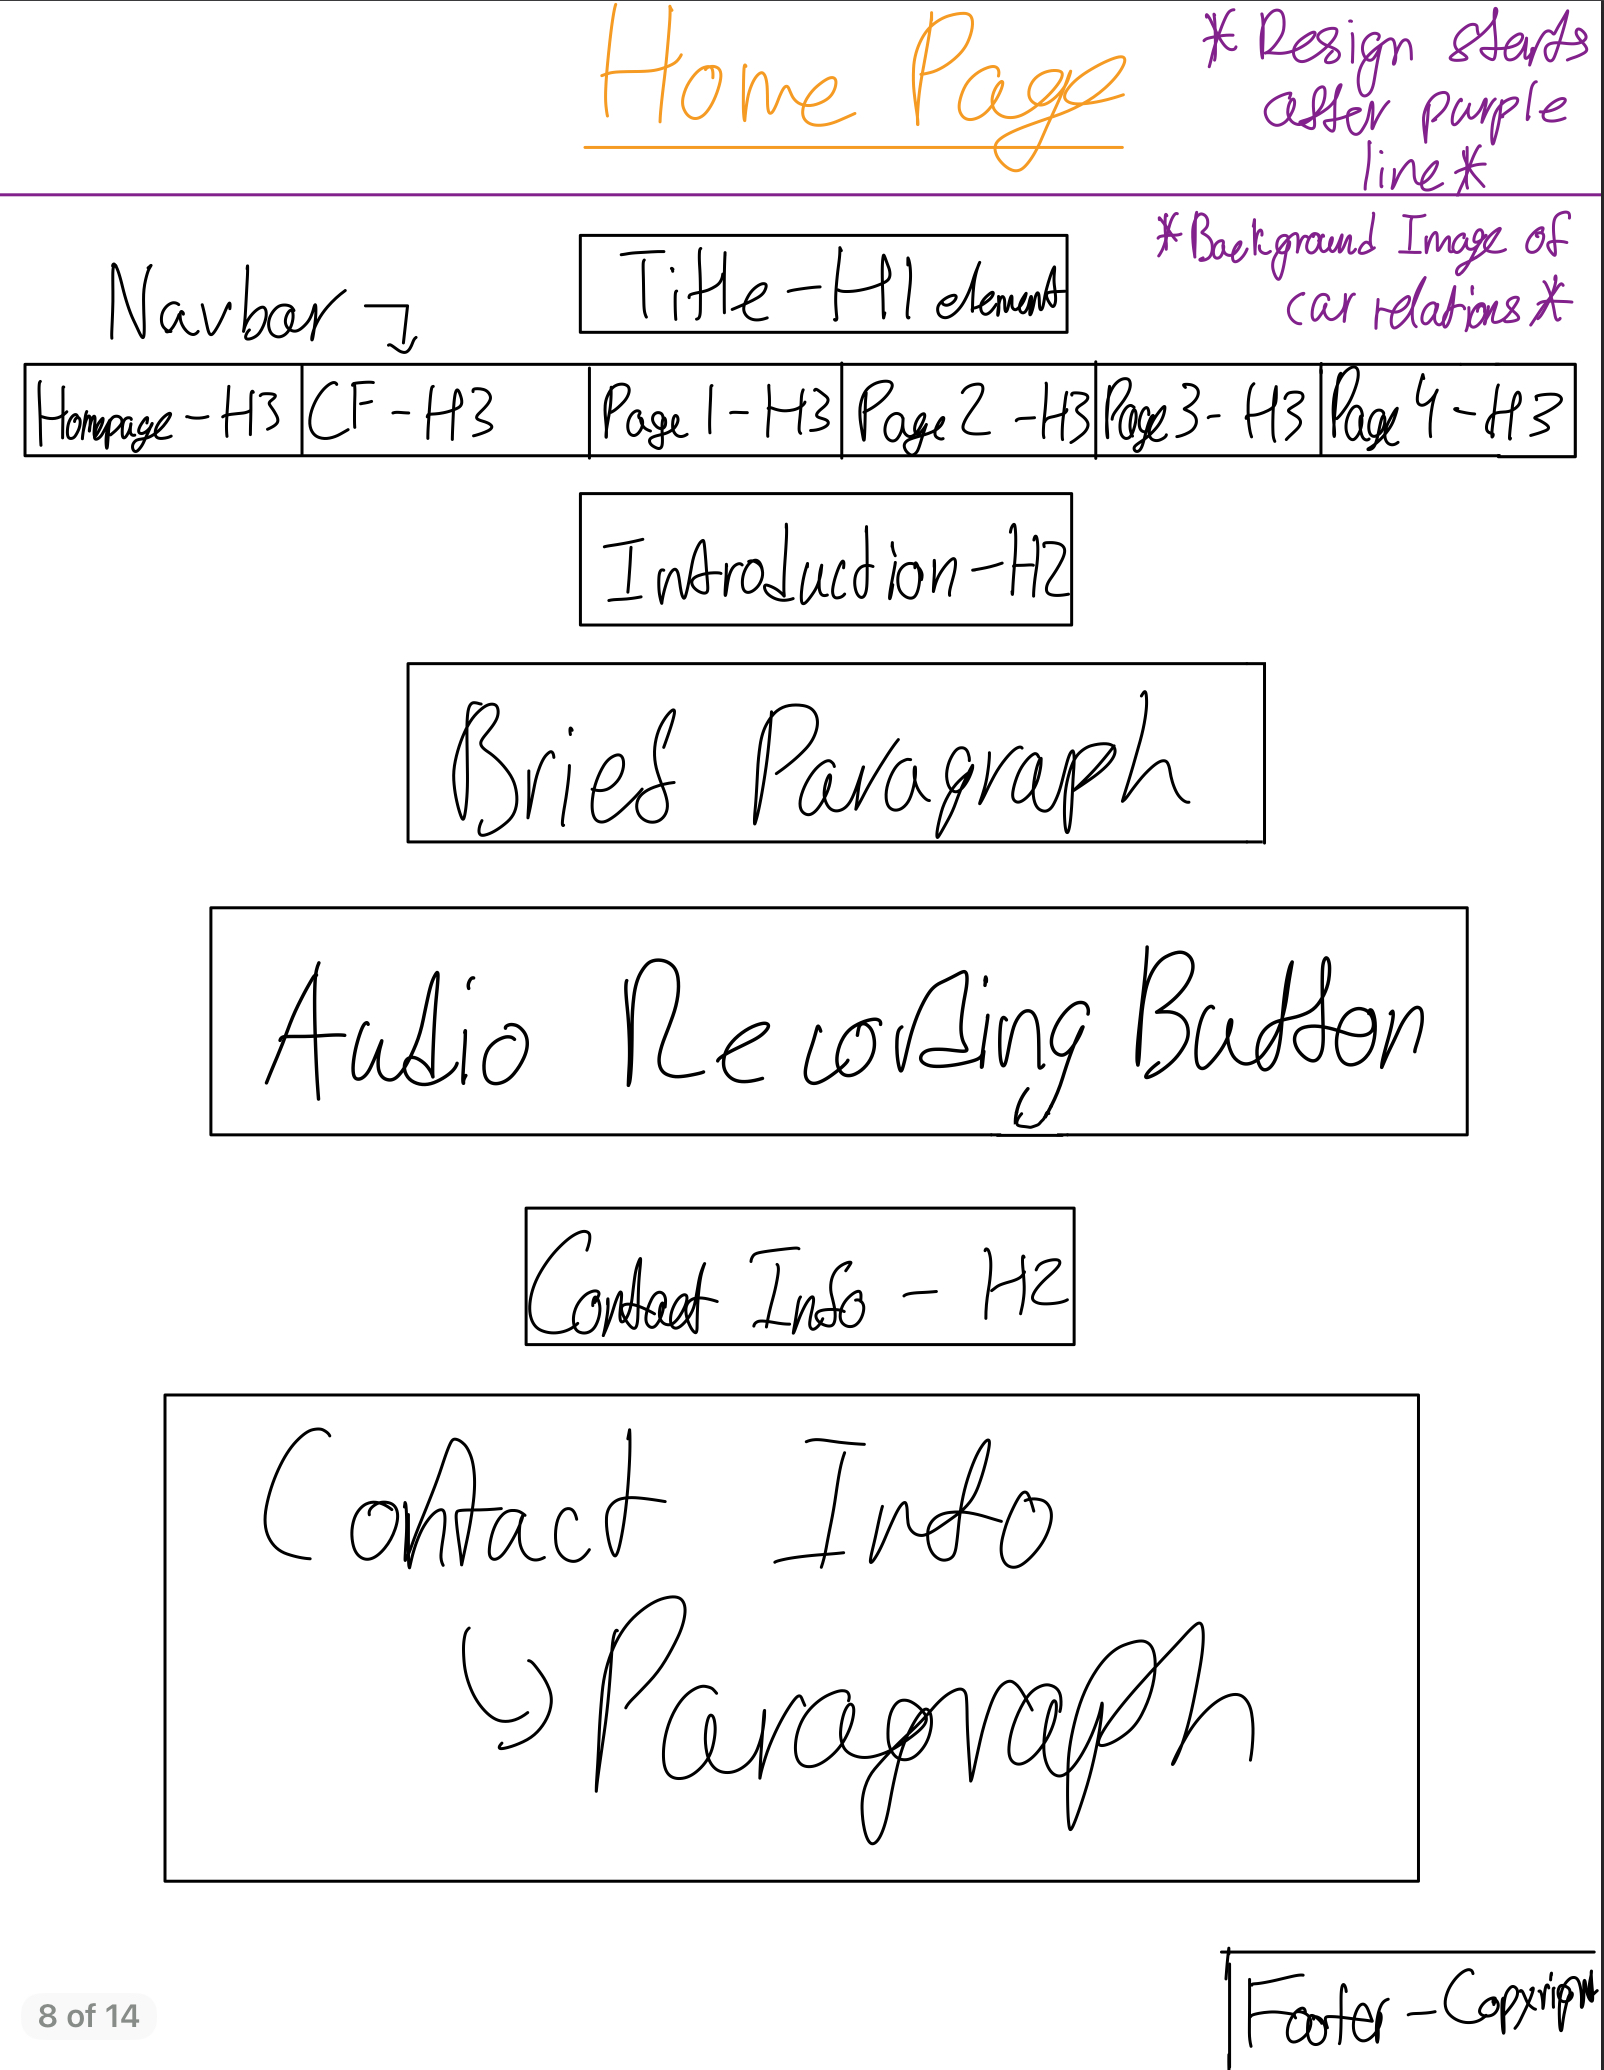 Home Page
* Design starts
after purple
line *
* Background Image of
car relations *
Title - H1 element
Navbar
Homepage - H3
CF - H3
Page 1 - H3
Page 2 - H3
Page 3 - H3
Page 4 - H3
Introduction - H2
Brief Paragraph
Audio Recording Button
Contact Info - H2
Contact Info
Paragraph
8 of 14
Footer - Copyright